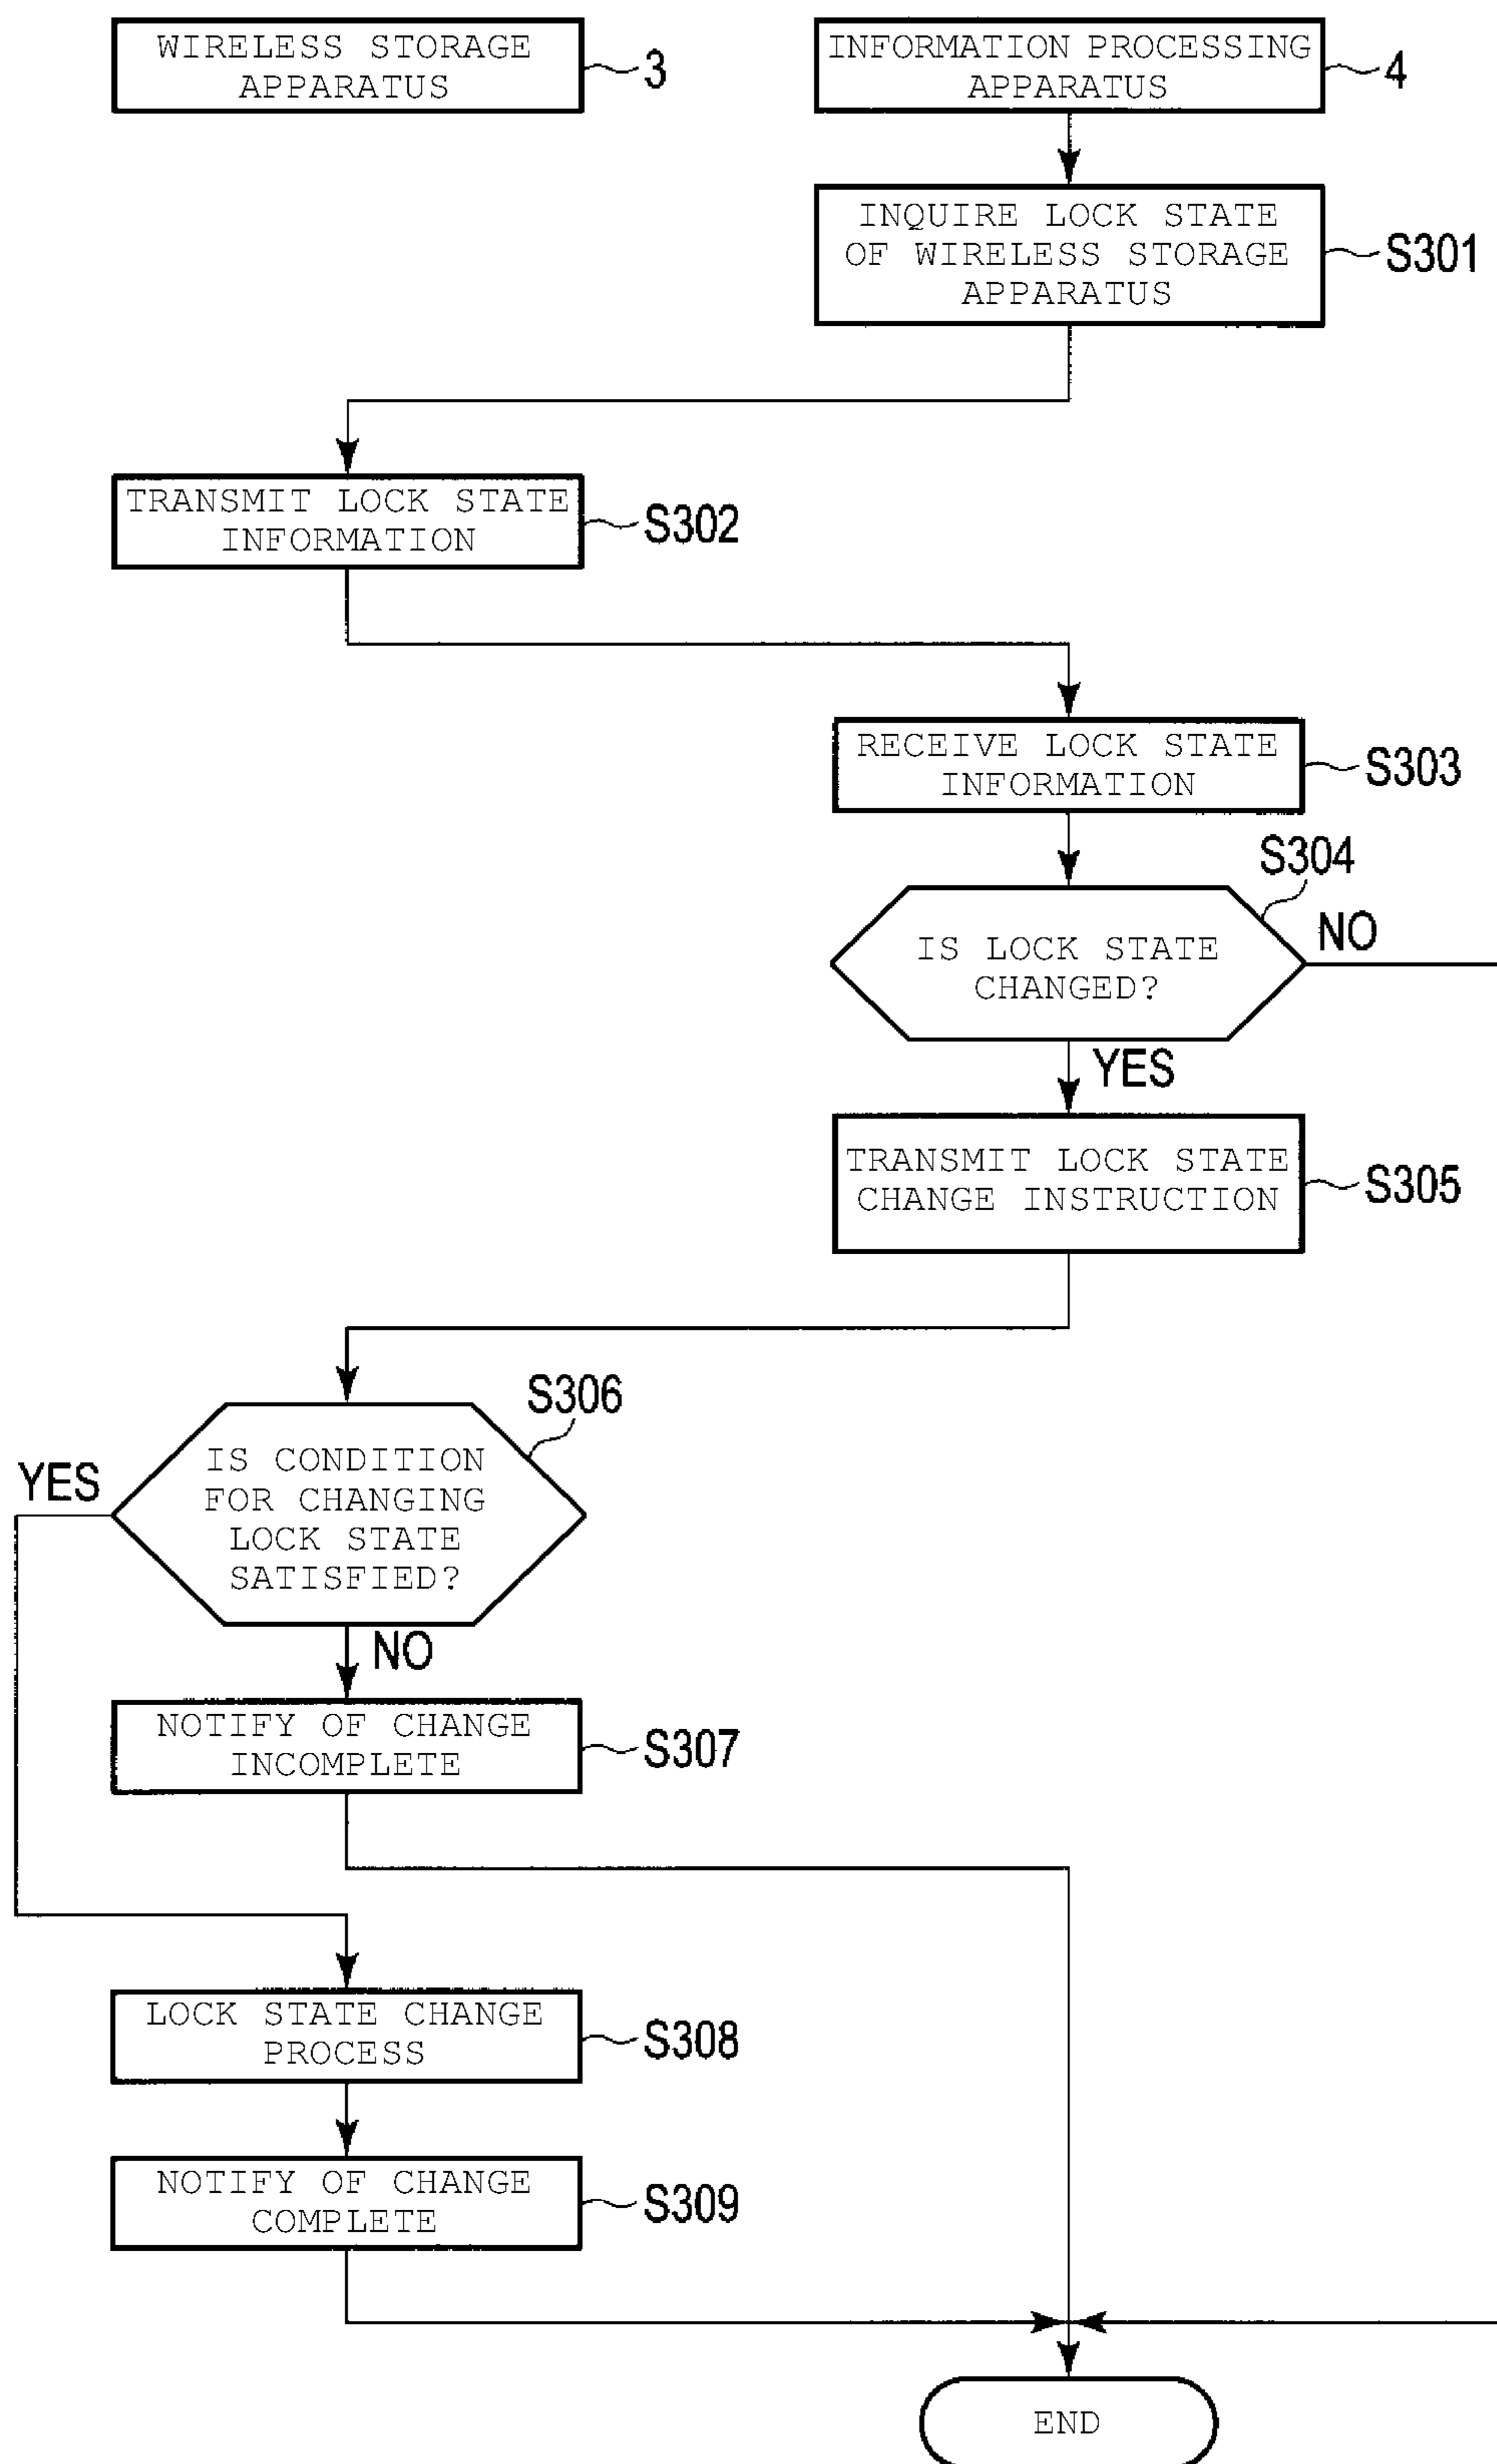 WIRELESS STORAGE
APPARATUS
3
INFORMATION PROCESSING
APPARATUS
4
INQUIRE LOCK STATE
OF WIRELESS STORAGE
APPARATUS
S301
TRANSMIT LOCK STATE
INFORMATION
S302
RECEIVE LOCK STATE
INFORMATION
S303
S304
IS LOCK STATE
CHANGED?
NO
YES
TRANSMIT LOCK STATE
CHANGE INSTRUCTION
S305
S306
IS CONDITION
FOR CHANGING
LOCK STATE
SATISFIED?
YES
NO
NOTIFY OF CHANGE
INCOMPLETE
S307
LOCK STATE CHANGE
PROCESS
S308
NOTIFY OF CHANGE
COMPLETE
S309
END